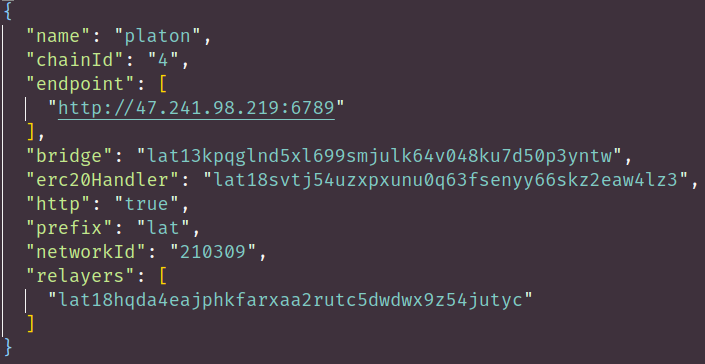 {
"name": "platon",
"chainId": "4",
"endpoint": [
"http://47.241.98.219:6789"
],
"bridge": "lat13kpqglnd5xl699smjulk64v048ku7d50p3yntw",
"erc20Handler": "lat18svtj54uzxpxunu0q63fsenyy66skz2eaw4lz3",
"http": "true",
"prefix": "lat",
"networkId": "210309",
"relayers": [
"lat18hqda4eajphkfarxaa2rutc5dwdwx9z54jutyc"
]
}